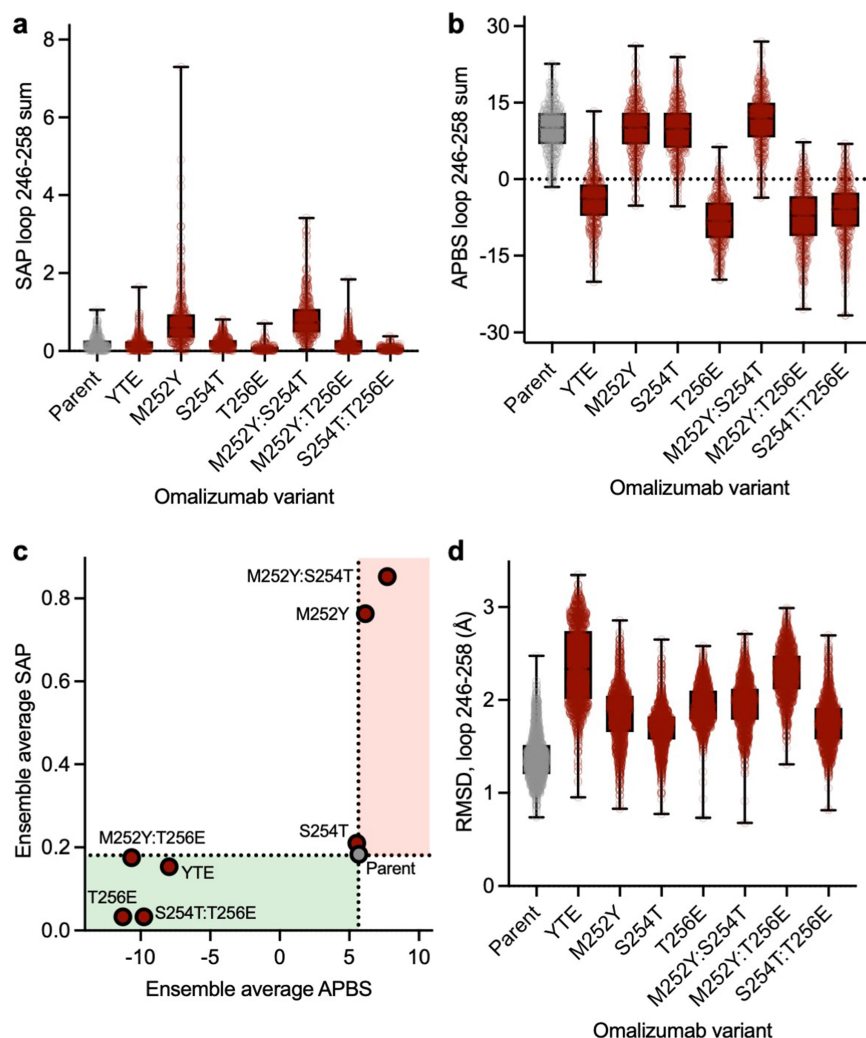 a
SAP loop 246-258 sum
8
6
4
2
0
Parent
YTE
M252Y
S254T
T256E
M252Y:S254T
M252Y:T256E
S254T:T256E
Omalizumab variant
b
APBS loop 246-258 sum
30
15
0
-15
-30
Parent
YTE
M252Y
S254T
T256E
M252Y:S254T
M252Y:T256E
S254T:T256E
Omalizumab variant
c
Ensemble average SAP
0.8
0.6
0.4
0.2
0.0
M252Y:S254T
M252Y
S254T
Parent
M252Y:T256E
YTE
T256E
S254T:T256E
-10
-5
0
5
10
Ensemble average APBS
d
RMSD, loop 246-258 (Å)
3
2
1
0
Parent
YTE
M252Y
S254T
T256E
M252Y:S254T
M252Y:T256E
S254T:T256E
Omalizumab variant